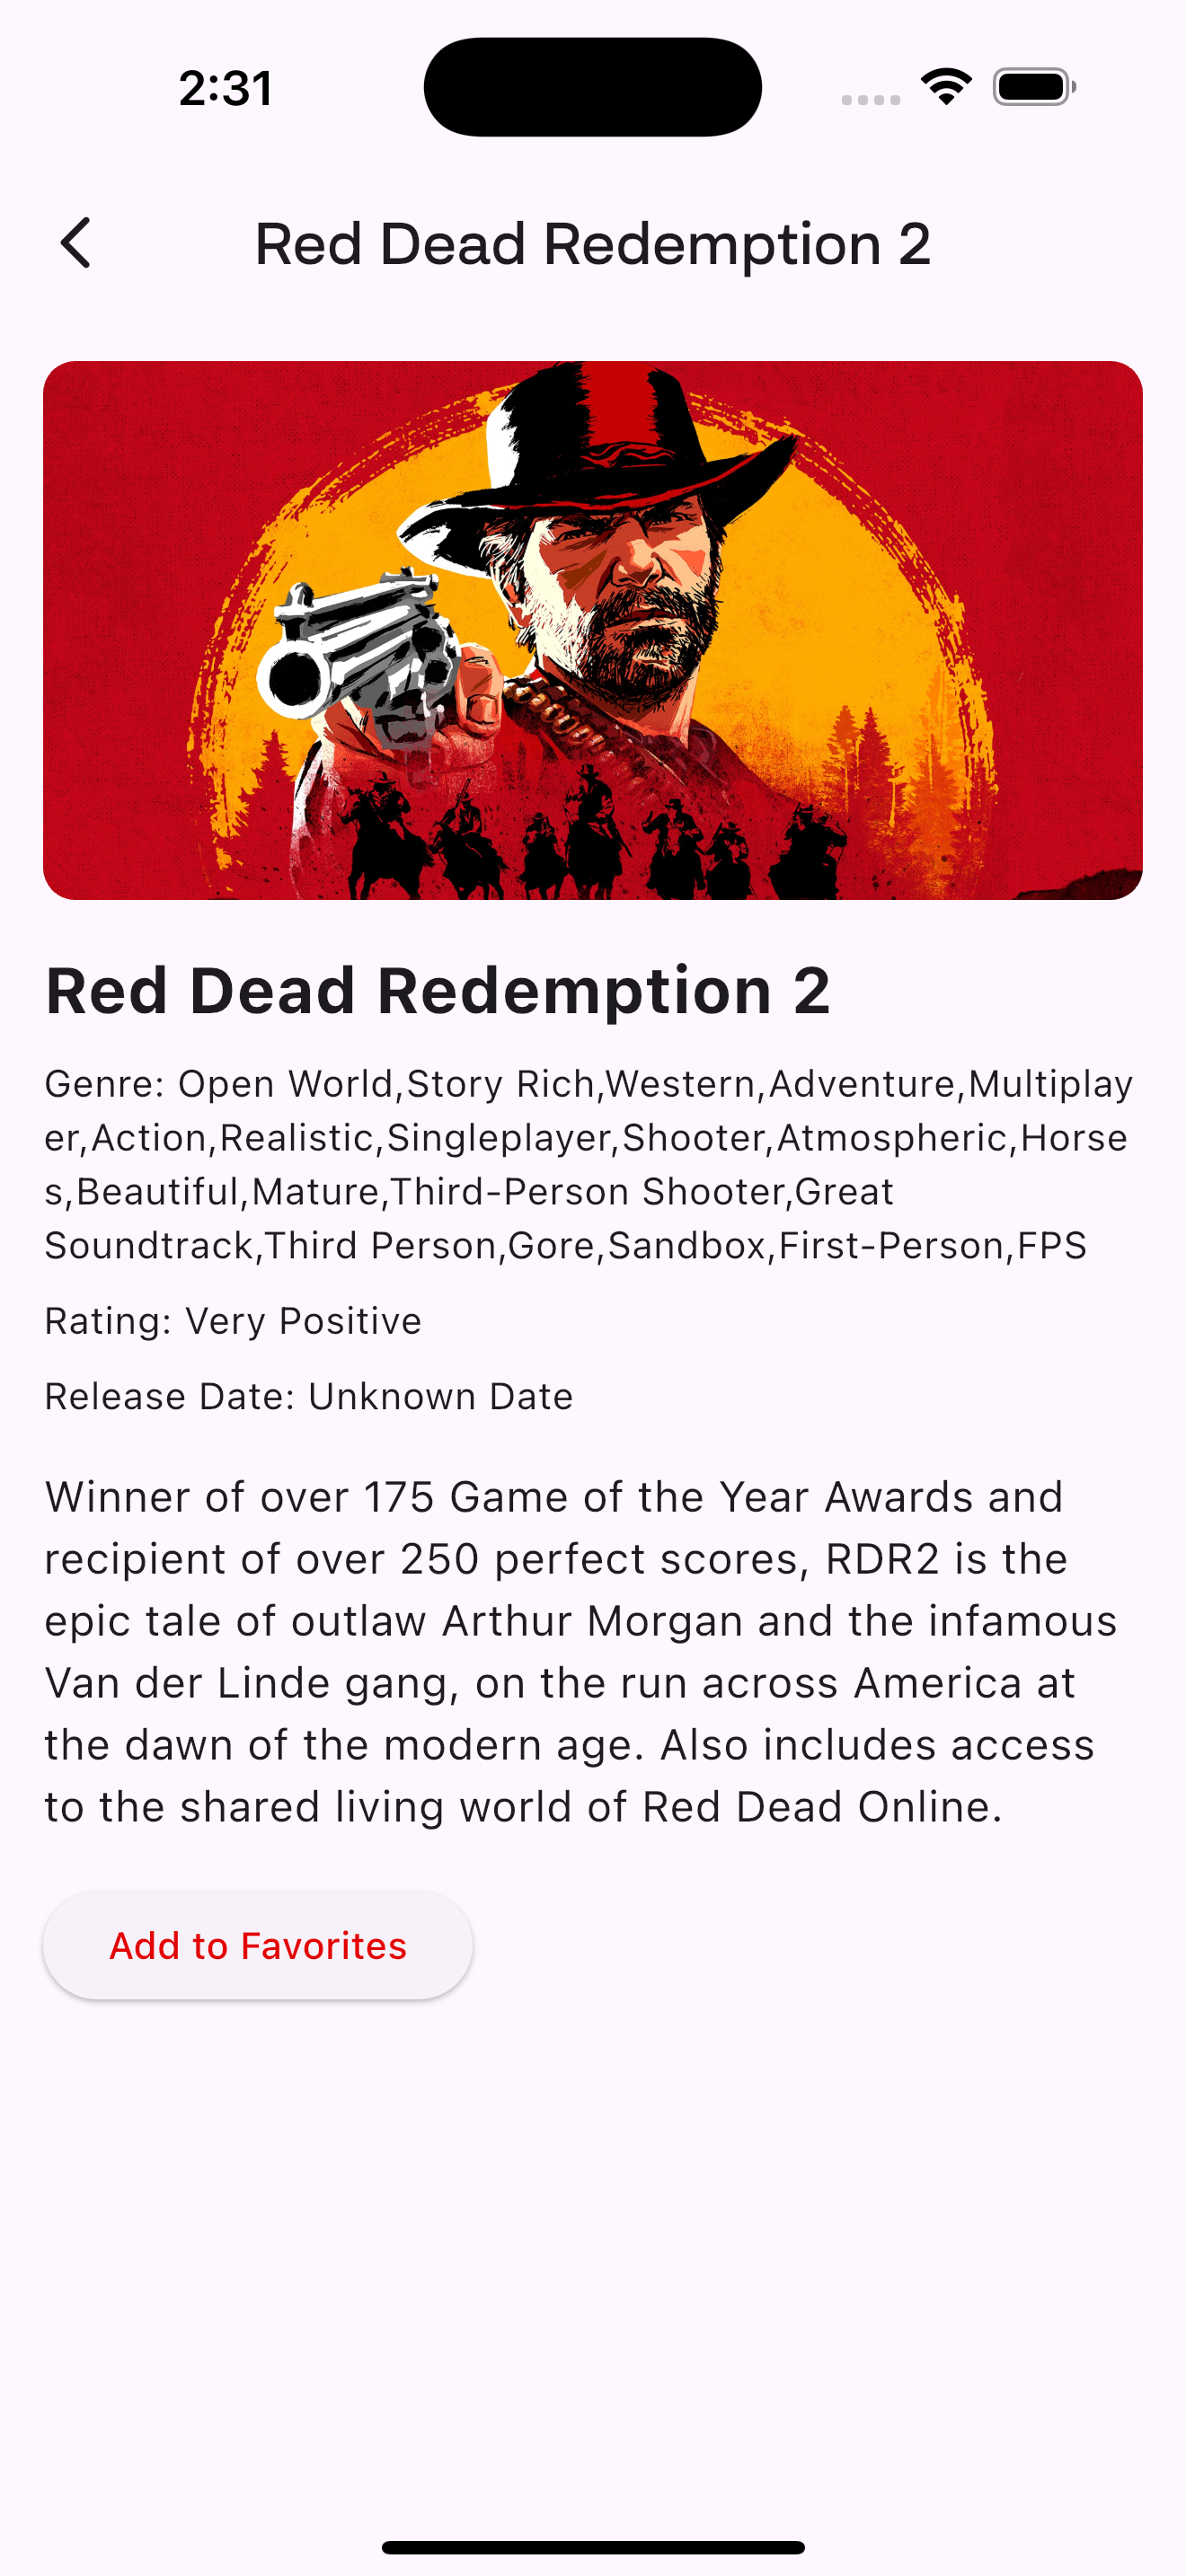 2:31
Red Dead Redemption 2
Red Dead Redemption 2
Genre: Open World,Story Rich,Western,Adventure,Multiplay
er,Action,Realistic,Singleplayer,Shooter,Atmospheric,Horse
s,Beautiful,Mature,Third-Person Shooter,Great
Soundtrack,Third Person,Gore,Sandbox,First-Person,FPS
Rating: Very Positive
Release Date: Unknown Date
Winner of over 175 Game of the Year Awards and
recipient of over 250 perfect scores, RDR2 is the
epic tale of outlaw Arthur Morgan and the infamous
Van der Linde gang, on the run across America at
the dawn of the modern age. Also includes access
to the shared living world of Red Dead Online.
Add to Favorites